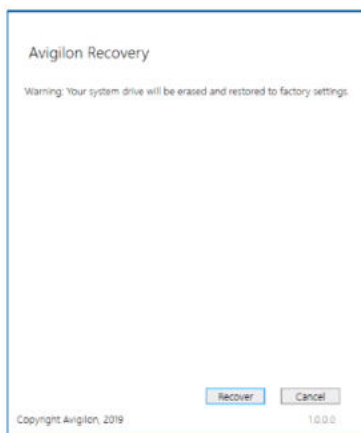 Avigilon Recovery
Warning: Your system drive will be erased and restored to factory settings.
Recover Cancel
Copyright Avigilon, 2019 1.0.0.0